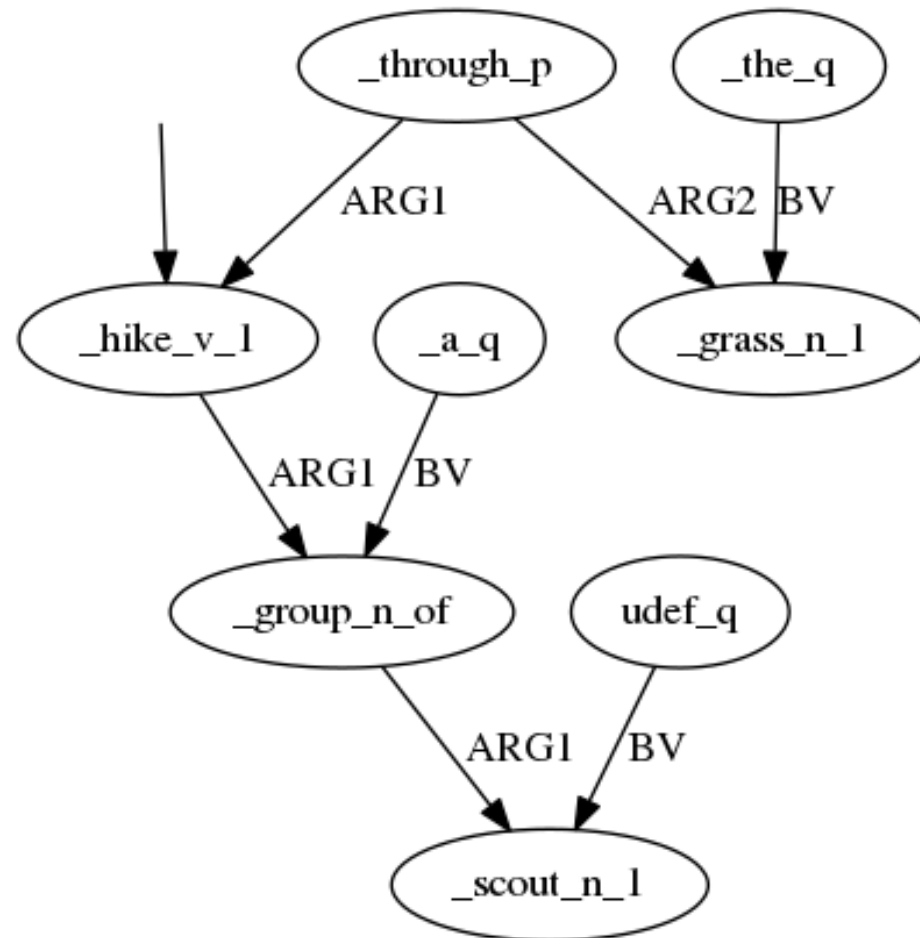 _through_p _the_q
ARG1 ARG2 BV
_hike_v_1 _a_q _grass_n_1
ARG1 BV
_group_n_of udef_q
ARG1 BV
_scout_n_1